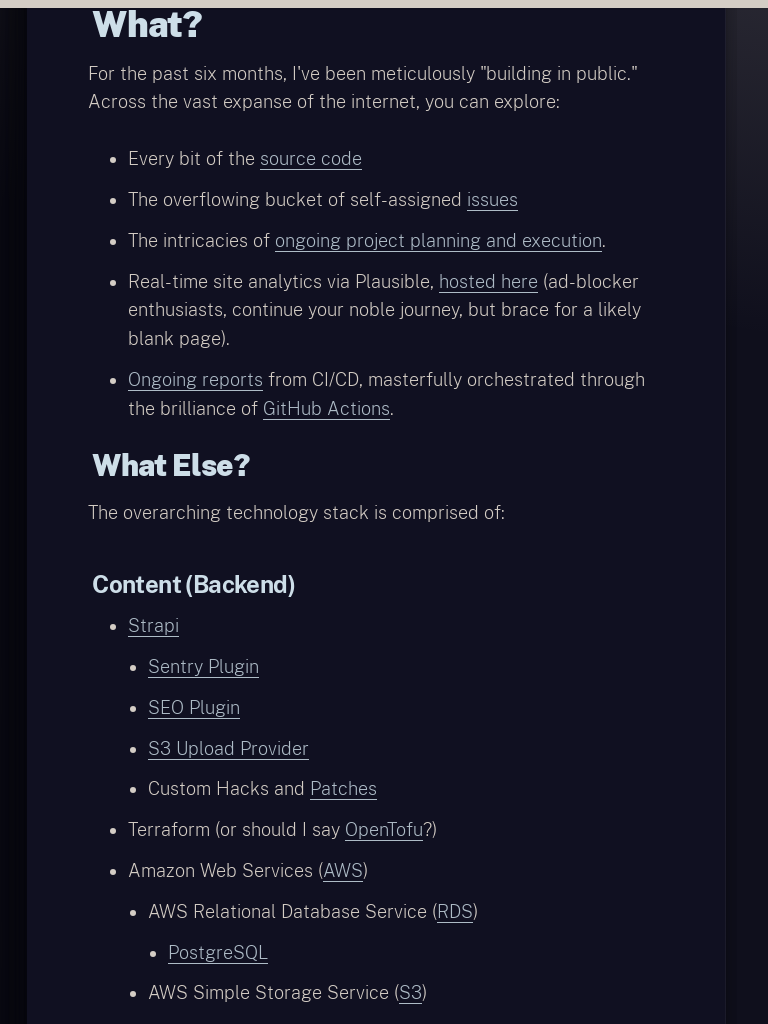 What?
For the past six months, I've been meticulously "building in public."
Across the vast expanse of the internet, you can explore:
Every bit of the source code
The overflowing bucket of self-assigned issues
The intricacies of ongoing project planning and execution.
Real-time site analytics via Plausible, hosted here (ad-blocker
enthusiasts, continue your noble journey, but brace for a likely
blank page).
Ongoing reports from CI/CD, masterfully orchestrated through
the brilliance of GitHub Actions.
What Else?
The overarching technology stack is comprised of:
Content (Backend)
Strapi
Sentry Plugin
SEO Plugin
S3 Upload Provider
Custom Hacks and Patches
Terraform (or should I say OpenTofu?)
Amazon Web Services (AWS)
AWS Relational Database Service (RDS)
PostgreSQL
AWS Simple Storage Service (S3)